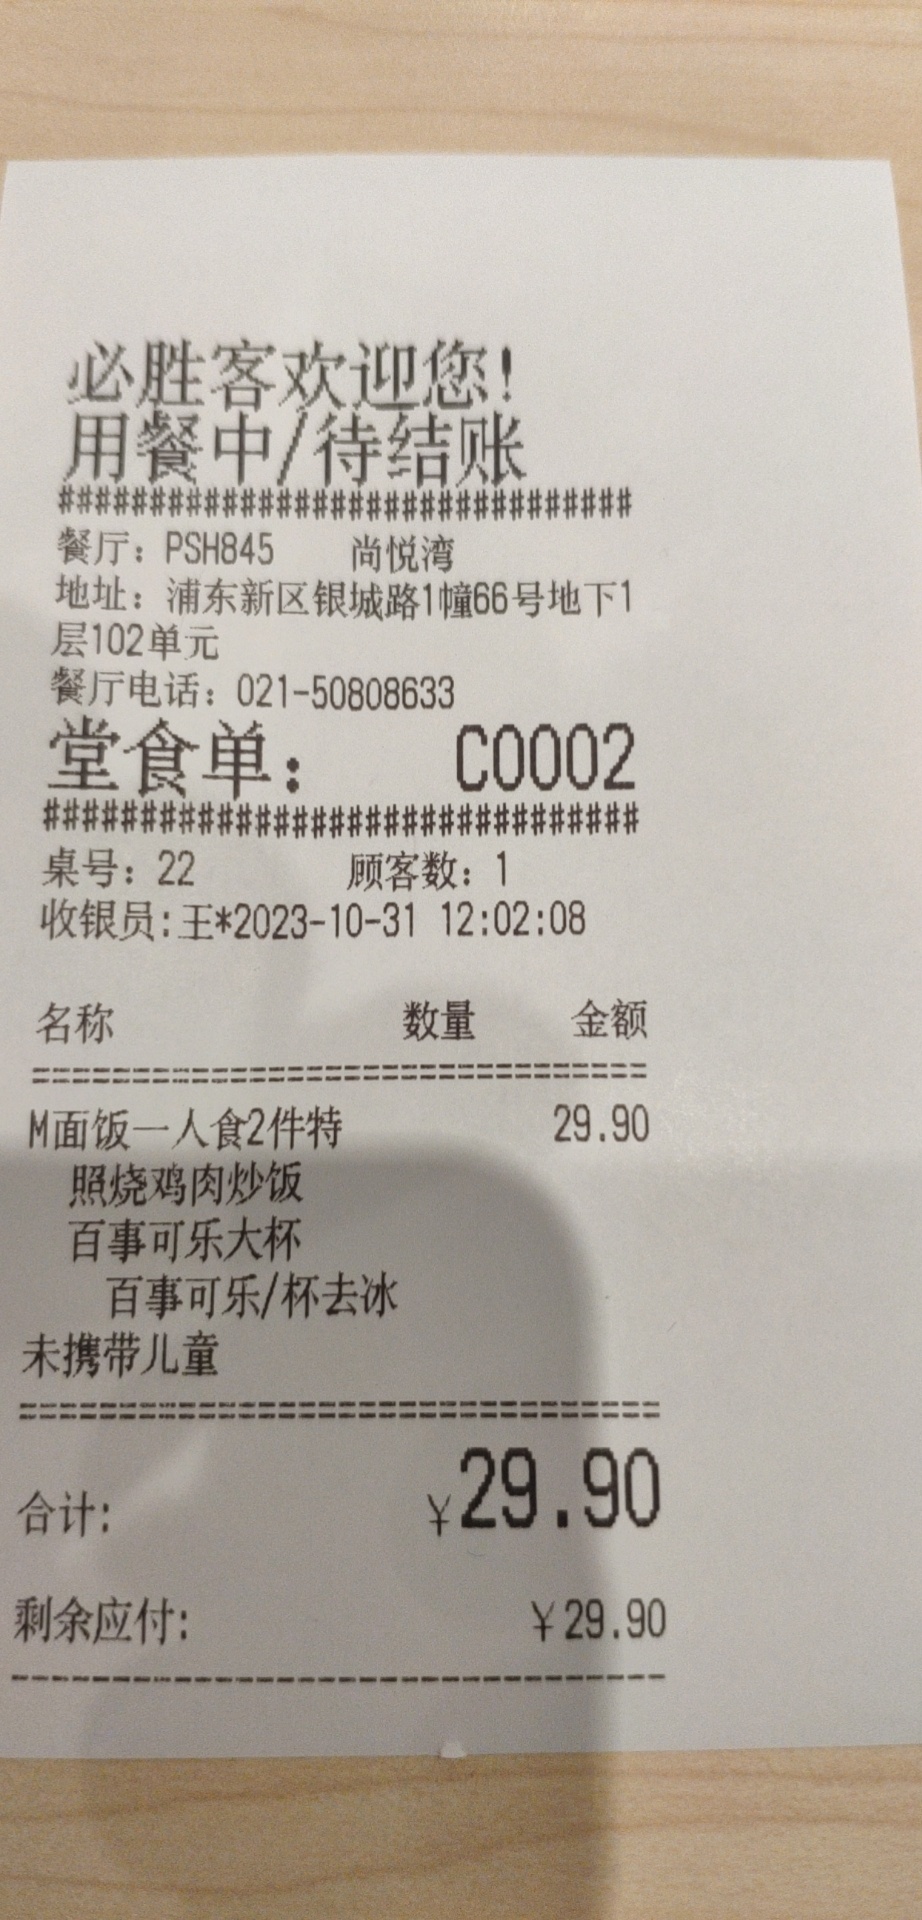 必胜客欢迎您!
用餐中/待结账
################################
餐厅：PSH845 尚悦湾
地址：浦东新区银城路1幢66号地下1
层102单元
餐厅电话：021-50808633
堂食单： C0002
################################
桌号：22 顾客数：1
收银员:王*2023-10-31 12:02:08
名称 数量 金额
================================
M面饭一人食2件特 29.90
照烧鸡肉炒饭
百事可乐大杯
百事可乐/杯去冰
未携带儿童
================================
合计: ¥29.90
剩余应付: ¥29.90
--------------------------------